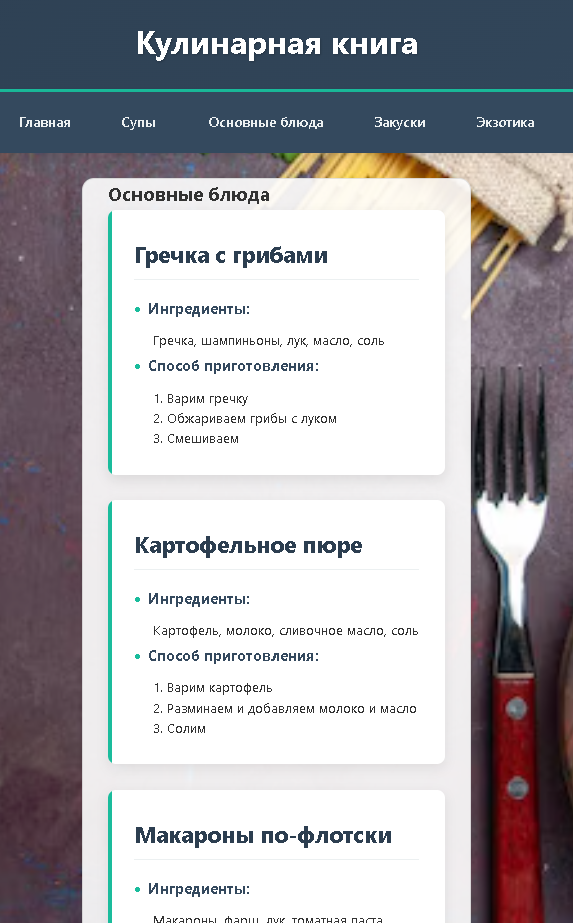 Кулинарная книга
Главная Супы Основные блюда Закуски Экзотика
Основные блюда
Гречка с грибами
Ингредиенты:
Гречка, шампиньоны, лук, масло, соль
Способ приготовления:
1. Варим гречку
2. Обжариваем грибы с луком
3. Смешиваем
Картофельное пюре
Ингредиенты:
Картофель, молоко, сливочное масло, соль
Способ приготовления:
1. Варим картофель
2. Разминаем и добавляем молоко и масло
3. Солим
Макароны по-флотски
Ингредиенты:
Макароны, фарш, лук, томатная паста